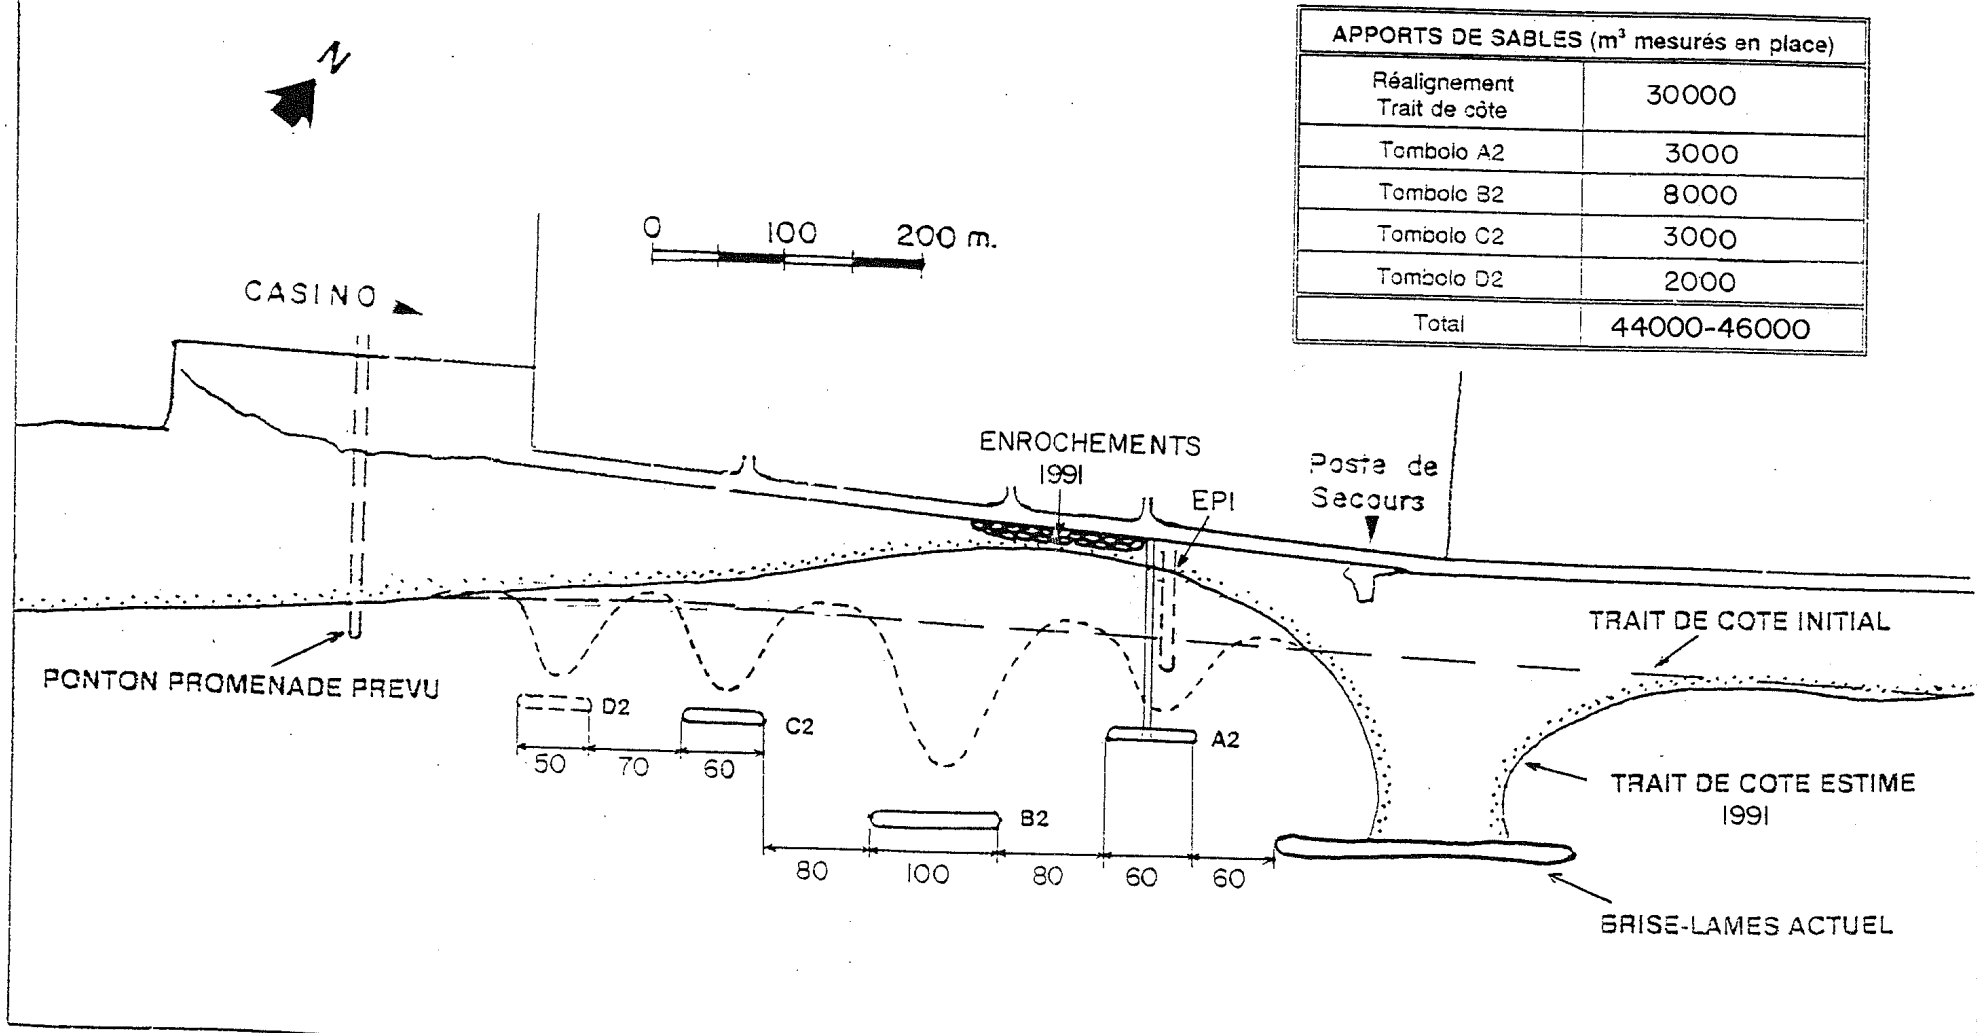 N
APPORTS DE SABLES (m³ mesurés en place)
Réalignement
Trait de côte
30000
Tombolo A2
3000
Tombolo B2
8000
Tombolo C2
3000
Tombolo D2
2000
Total
44000-46000
0 100 200 m.
CASINO
ENROCHEMENTS
1991
EPI
Poste de
Secours
TRAIT DE COTE INITIAL
PONTON PROMENADE PREVU
D2
C2
A2
50 70 60
TRAIT DE COTE ESTIME
1991
B2
80 100 80 60 60
BRISE-LAMES ACTUEL